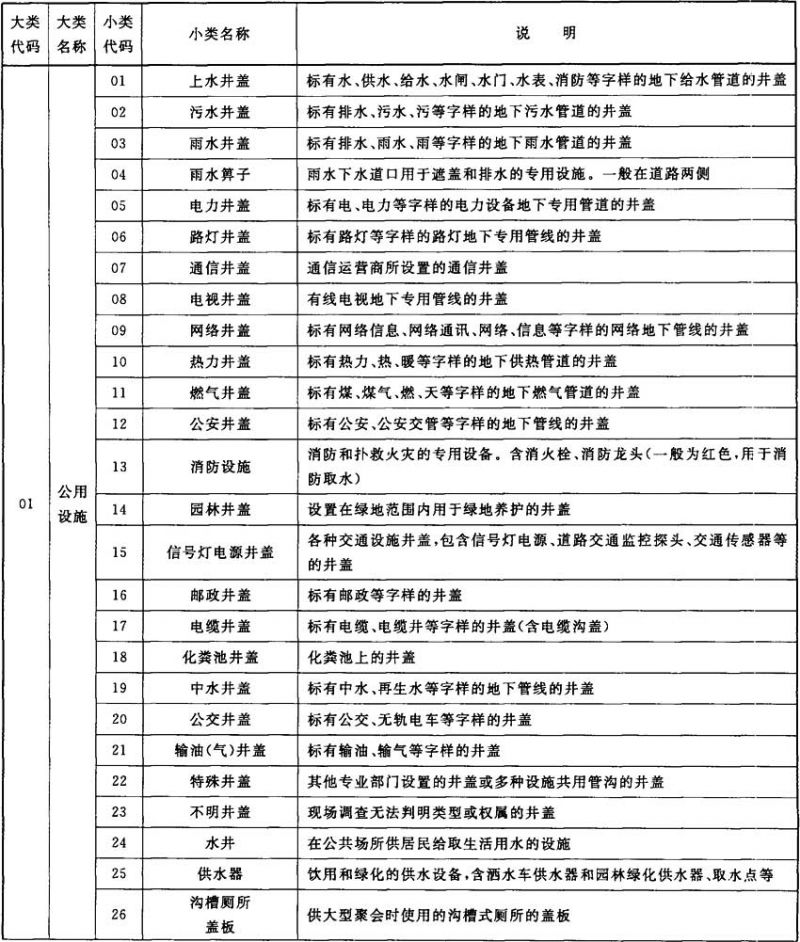 大类代码 大类名称 小类代码 小类名称 说 明
01 公用设施
01 上水井盖 标有水、供水、给水、水闸、水门、水表、消防等字样的地下给水管道的井盖
02 污水井盖 标有排水、污水、污等字样的地下污水管道的井盖
03 雨水井盖 标有排水、雨水、雨等字样的地下雨水管道的井盖
04 雨水箅子 雨水下水道口用于遮盖和排水的专用设施。一般在道路两侧
05 电力井盖 标有电、电力等字样的电力设备地下专用管道的井盖
06 路灯井盖 标有路灯等字样的路灯地下专用管线的井盖
07 通信井盖 通信运营商所设置的通信井盖
08 电视井盖 有线电视地下专用管线的井盖
09 网络井盖 标有网络信息、网络通讯、网络、信息等字样的网络地下管线的井盖
10 热力井盖 标有热力、热、暖等字样的地下供热管道的井盖
11 燃气井盖 标有煤、煤气、燃、天等字样的地下燃气管道的井盖
12 公安井盖 标有公安、公安交管等字样的地下管线的井盖
13 消防设施 消防和扑救火灾的专用设备。含消火栓、消防龙头(一般为红色,用于消
防取水)
14 园林井盖 设置在绿地范围内用于绿地养护的井盖
15 信号灯电源井盖 各种交通设施井盖,包含信号灯电源、道路交通监控探头、交通传感器等
的井盖
16 邮政井盖 标有邮政等字样的井盖
17 电缆井盖 标有电缆、电缆井等字样的井盖(含电缆沟盖)
18 化粪池井盖 化粪池上的井盖
19 中水井盖 标有中水、再生水等字样的地下管线的井盖
20 公交井盖 标有公交、无轨电车等字样的井盖
21 输油(气)井盖 标有输油、输气等字样的井盖
22 特殊井盖 其他专业部门设置的井盖或多种设施共用管沟的井盖
23 不明井盖 现场调查无法判明类型或权属的井盖
24 水井 在公共场所供居民给取生活用水的设施
25 供水器 饮用和绿化的供水设备,含洒水车供水器和园林绿化供水器、取水点等
26 沟槽厕所
盖板 供大型聚会时使用的沟槽式厕所的盖板